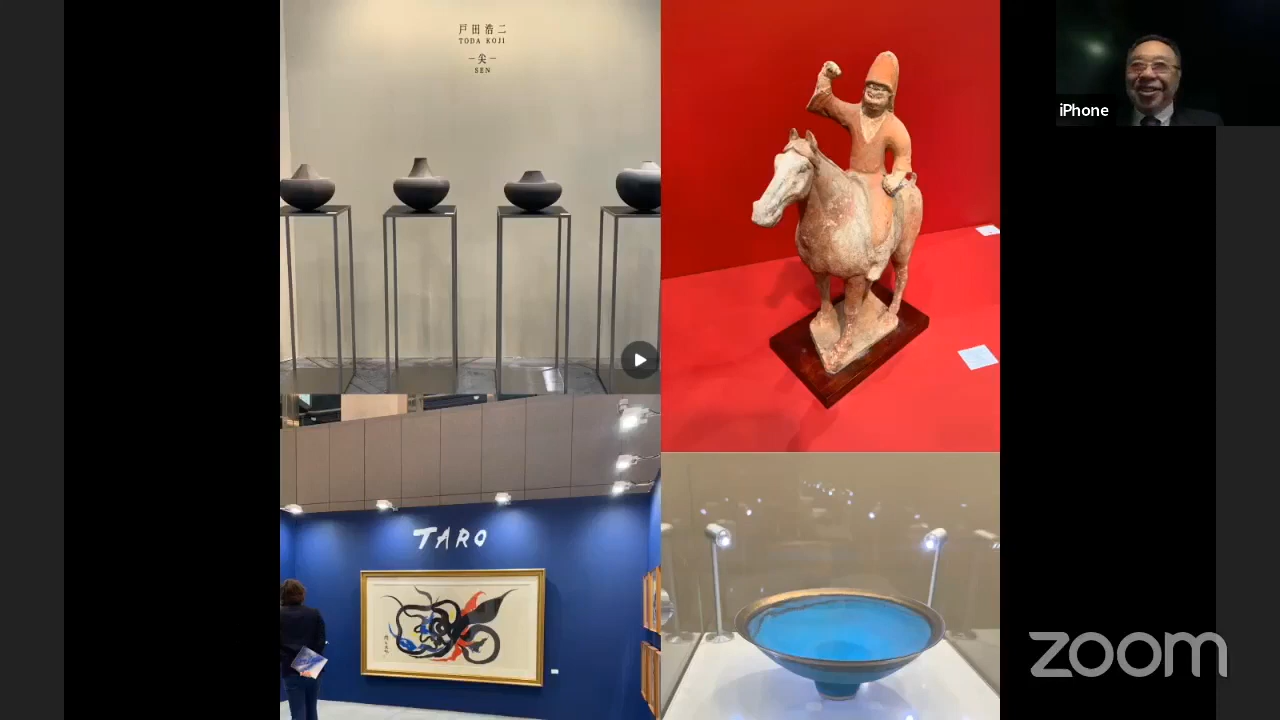 戸田浩二
TODA KOJI
尖
SEN
TARO
iPhone
zoom